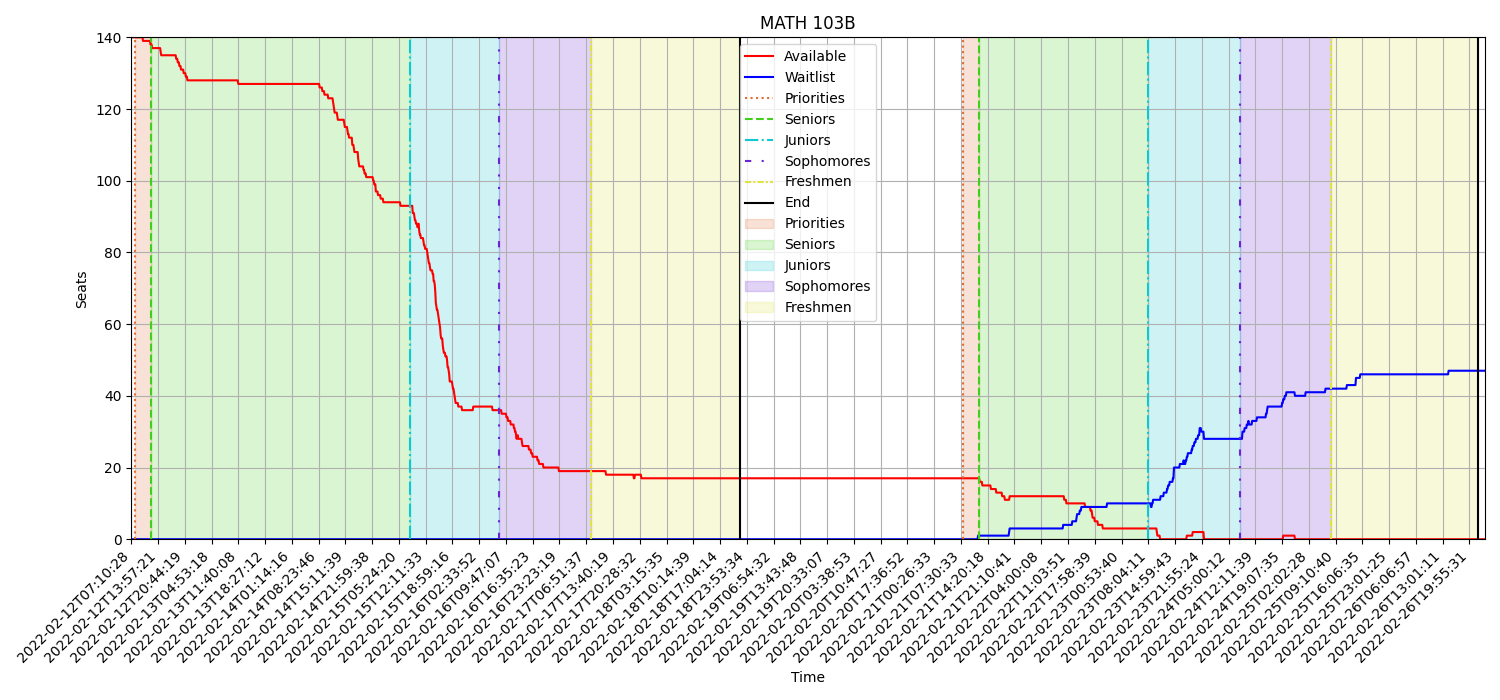 MATH 103B
Seats
140
120
100
80
60
40
20
0
Available
Waitlist
Priorities
Seniors
Juniors
Sophomores
Freshmen
End
Priorities
Seniors
Juniors
Sophomores
Freshmen
2022-02-12T07:10:28
2022-02-12T13:57:21
2022-02-12T20:44:19
2022-02-13T04:53:18
2022-02-13T11:40:08
2022-02-13T18:27:12
2022-02-14T01:14:16
2022-02-14T08:23:46
2022-02-14T15:11:39
2022-02-14T21:59:38
2022-02-15T05:24:20
2022-02-15T12:11:33
2022-02-15T18:59:16
2022-02-16T02:33:52
2022-02-16T09:47:07
2022-02-16T16:35:23
2022-02-16T23:23:19
2022-02-17T06:51:37
2022-02-17T13:40:19
2022-02-17T20:28:32
2022-02-18T03:15:35
2022-02-18T10:14:39
2022-02-18T17:04:14
2022-02-18T23:53:34
2022-02-19T06:54:32
2022-02-19T13:43:48
2022-02-19T20:33:07
2022-02-20T03:38:53
2022-02-20T10:47:27
2022-02-20T17:36:52
2022-02-21T00:26:33
2022-02-21T07:30:33
2022-02-21T14:20:18
2022-02-21T21:10:41
2022-02-22T04:00:08
2022-02-22T11:03:51
2022-02-22T17:58:39
2022-02-23T00:53:40
2022-02-23T08:04:11
2022-02-23T14:59:43
2022-02-23T21:55:24
2022-02-24T05:00:12
2022-02-24T12:11:39
2022-02-24T19:07:35
2022-02-25T02:02:28
2022-02-25T09:10:40
2022-02-25T16:06:35
2022-02-25T23:01:25
2022-02-26T06:06:57
2022-02-26T13:01:11
2022-02-26T19:55:31
Time